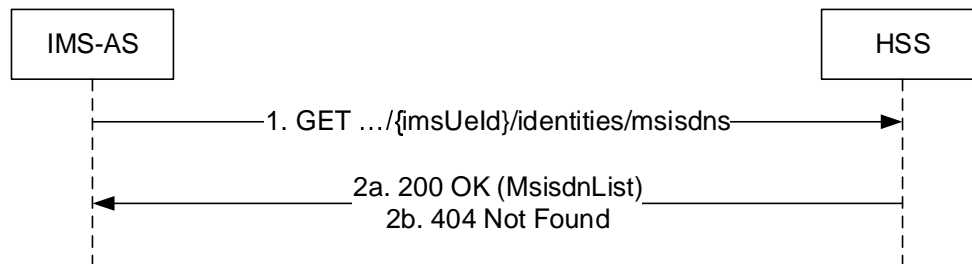 IMS-AS
HSS
1. GET …/{imsUeId}/identities/msisdns
2a. 200 OK (MsisdnList)
2b. 404 Not Found